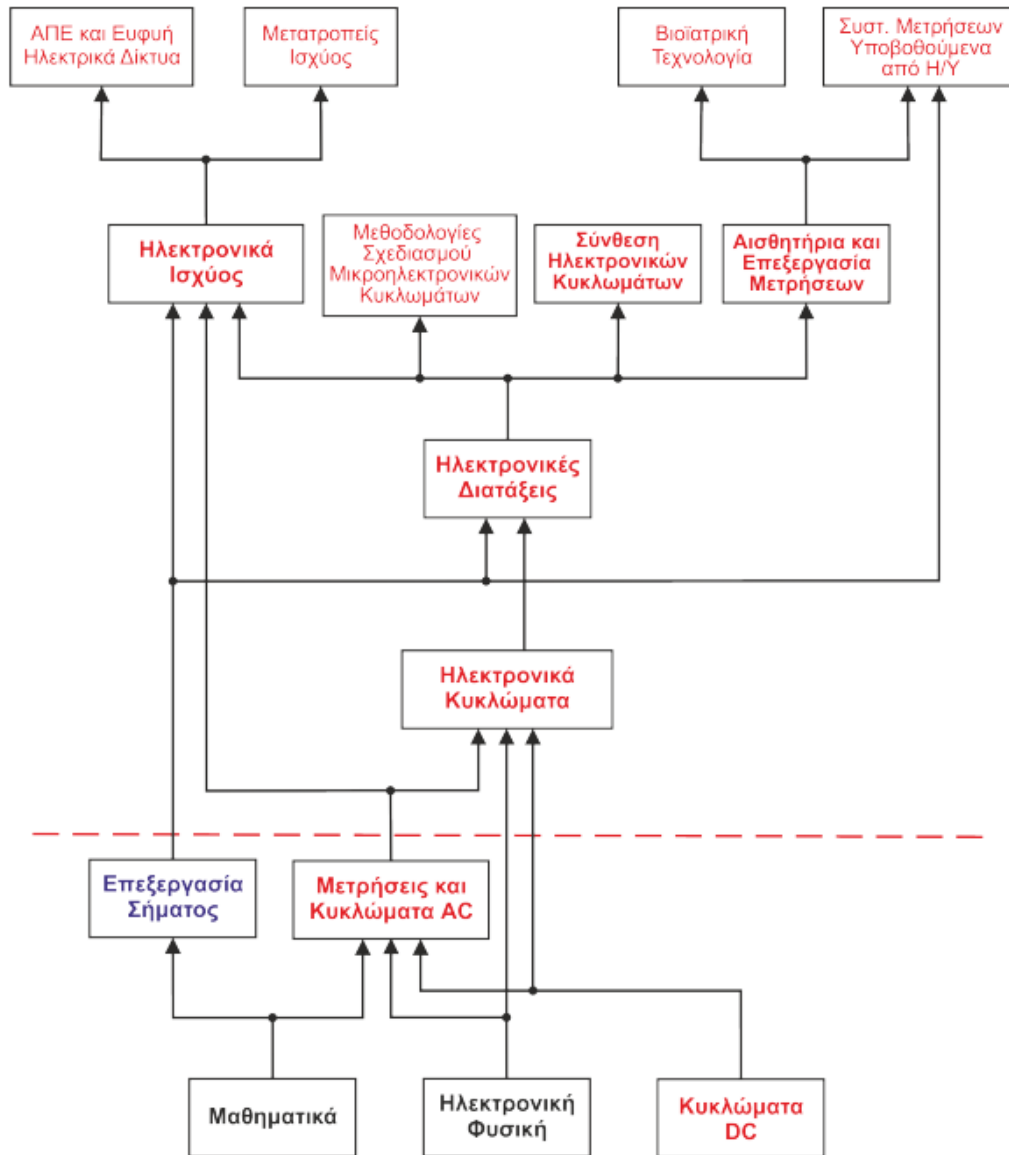 ΑΠΕ και Ευφυή
Ηλεκτρικά Δίκτυα
Μετατροπείς
Ισχύος
Βιοϊατρική
Τεχνολογία
Συστ. Μετρήσεων
Υποβοθούμενα
από Η/Υ
Ηλεκτρονικά
Ισχύος
Μεθοδολογίες
Σχεδιασμού
Μικροηλεκτρονικών
Κυκλωμάτων
Σύνθεση
Ηλεκτρονικών
Κυκλωμάτων
Αισθητήρια και
Επεξεργασία
Μετρήσεων
Ηλεκτρονικές
Διατάξεις
Ηλεκτρονικά
Κυκλώματα
Επεξεργασία
Σήματος
Μετρήσεις και
Κυκλώματα AC
Μαθηματικά
Ηλεκτρονική
Φυσική
Κυκλώματα
DC